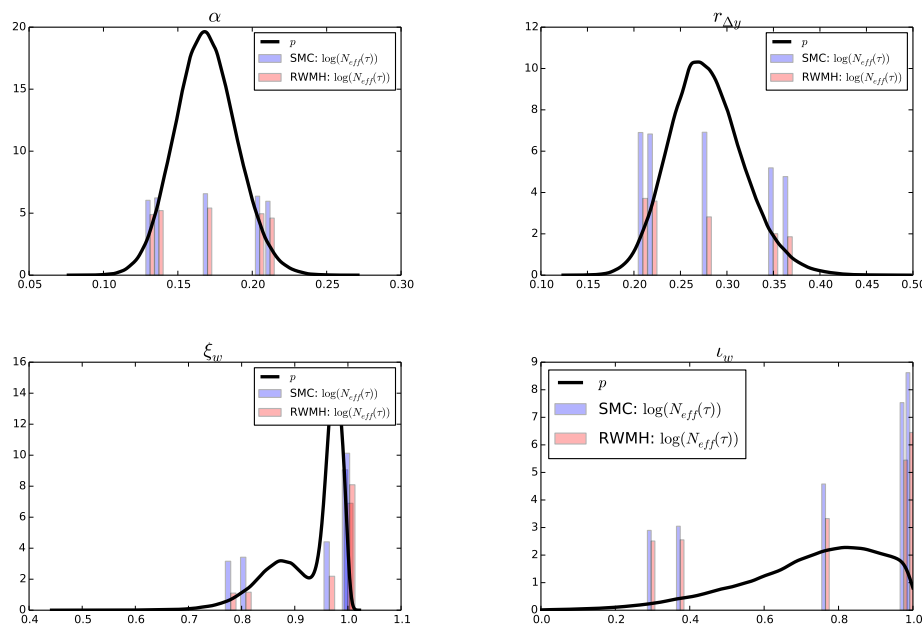 α
20
15
10
5
0
0.05 0.10 0.15 0.20 0.25 0.30
p
SMC: log(N_eff(τ))
RWMH: log(N_eff(τ))
r_Δy
12
10
8
6
4
2
0
0.10 0.15 0.20 0.25 0.30 0.35 0.40 0.45 0.50
p
SMC: log(N_eff(τ))
RWMH: log(N_eff(τ))
ξ_w
16
14
12
10
8
6
4
2
0
0.4 0.5 0.6 0.7 0.8 0.9 1.0 1.1
p
SMC: log(N_eff(τ))
RWMH: log(N_eff(τ))
ι_w
9
8
7
6
5
4
3
2
1
0
0.0 0.2 0.4 0.6 0.8 1.0
p
SMC: log(N_eff(τ))
RWMH: log(N_eff(τ))